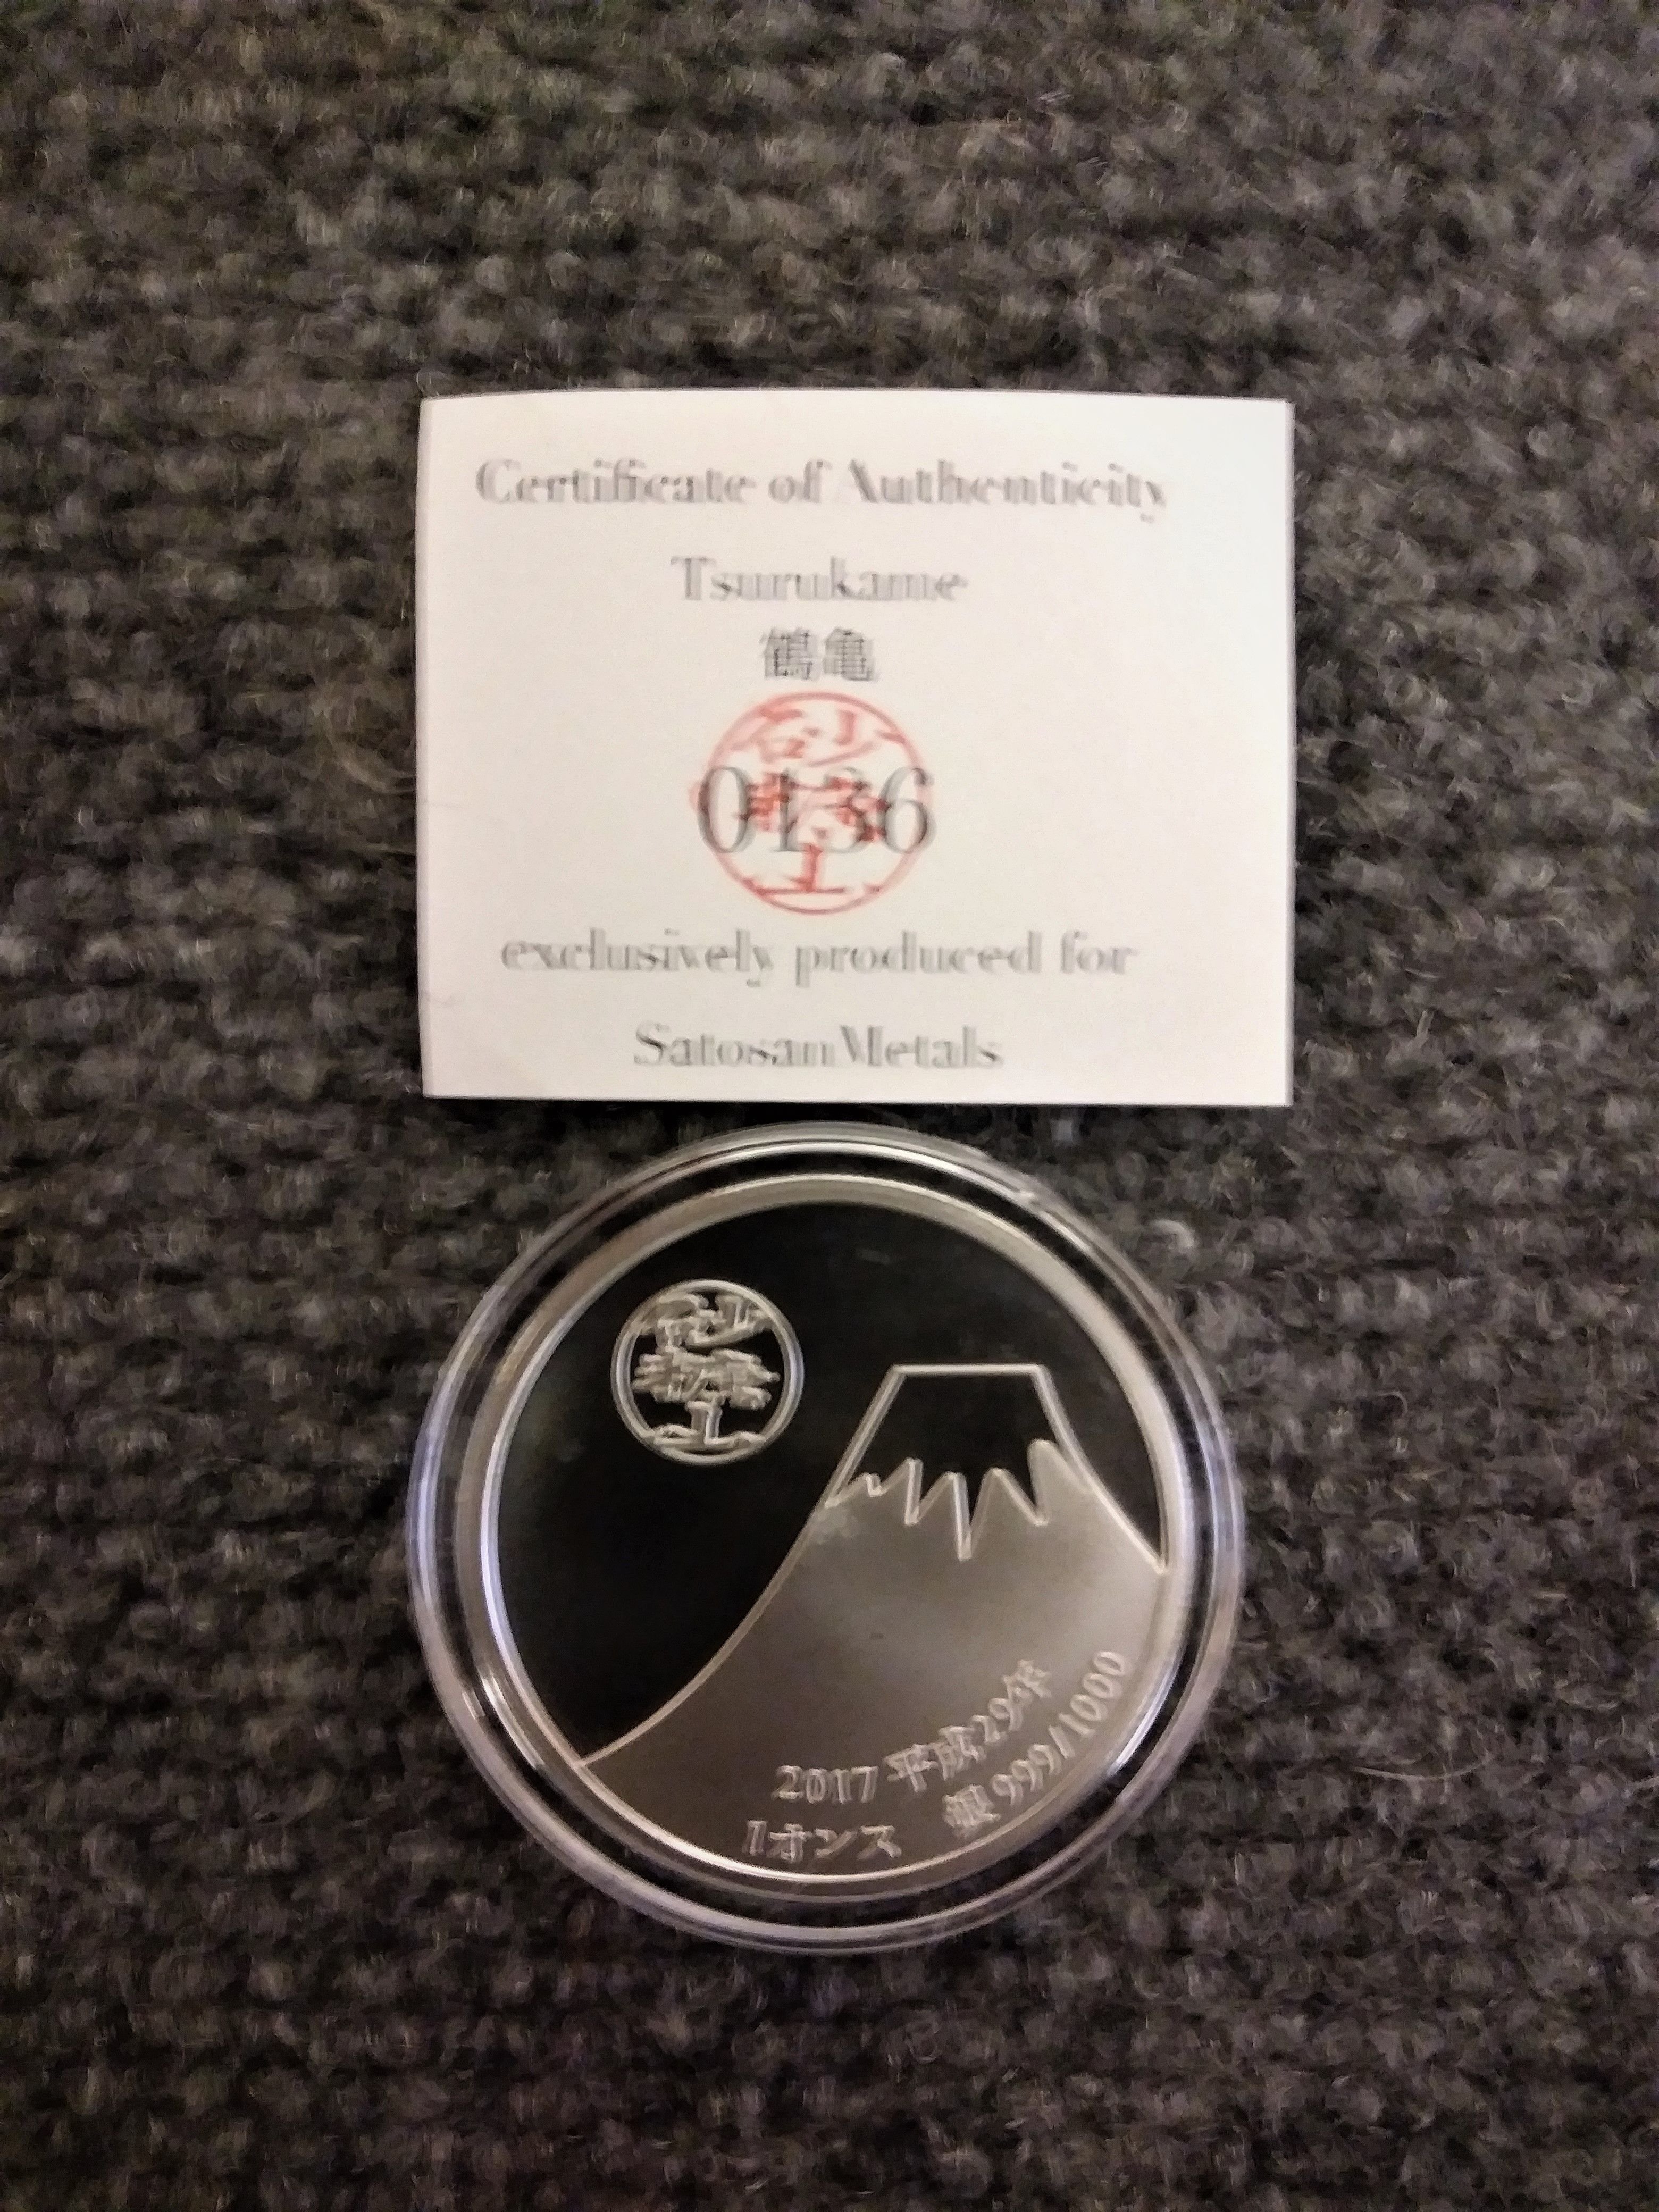 Certificate of Authenticity
Tsurukame
鶴亀
0136
exclusively produced for
SatosanMetals
2017 平成29年
1オンス 銀999/1000